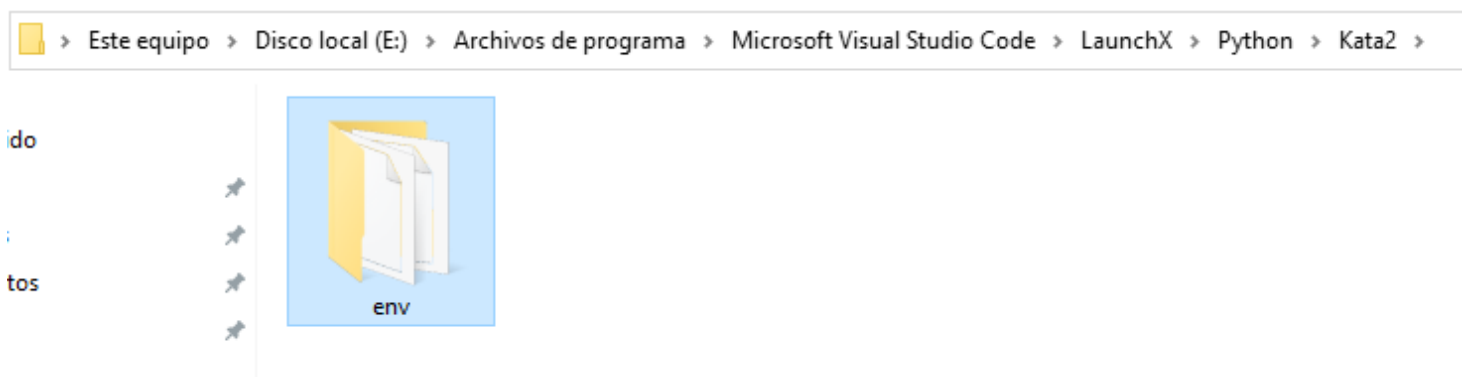 Este equipo > Disco local (E:) > Archivos de programa > Microsoft Visual Studio Code > LaunchX > Python > Kata2 >
ido
s
tos
env